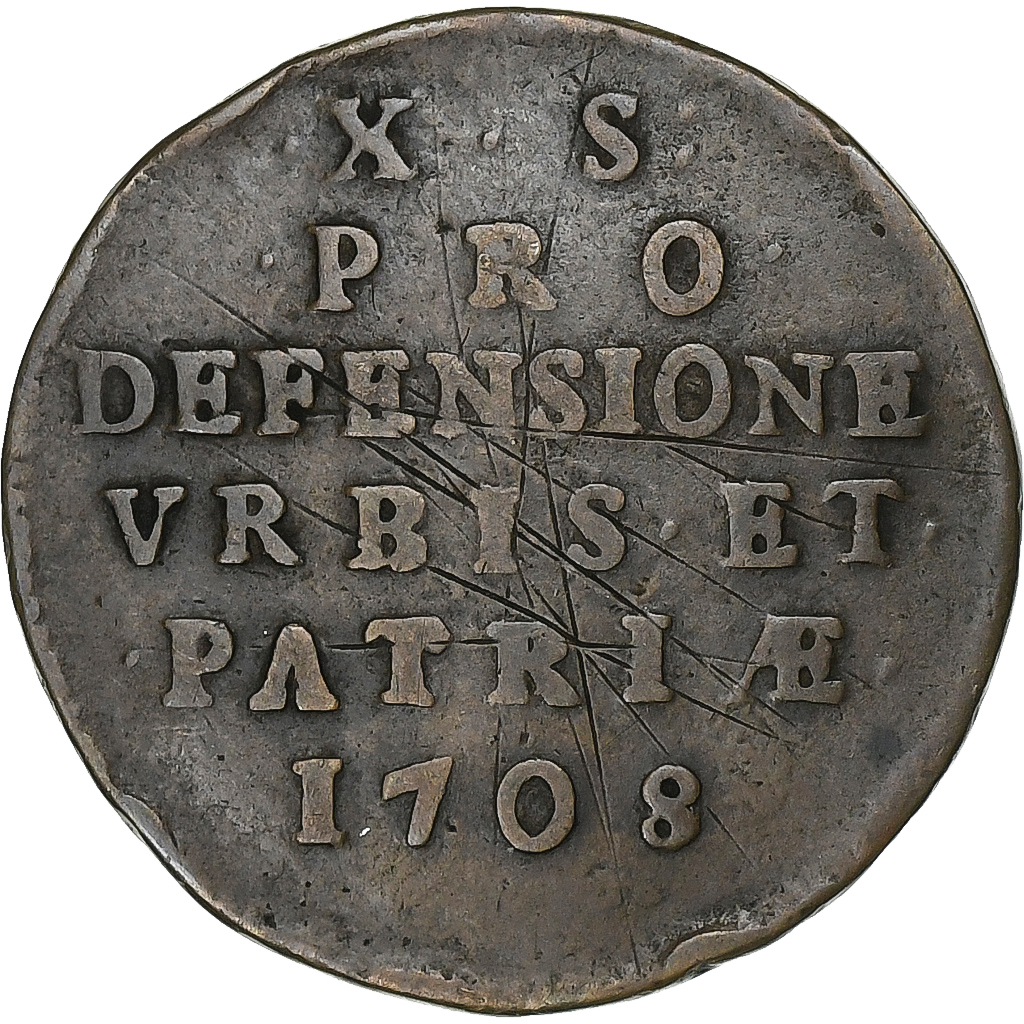 X · S ·
PRO
DEFENSIONE
VRBIS · ET
PATRIÆ
1708